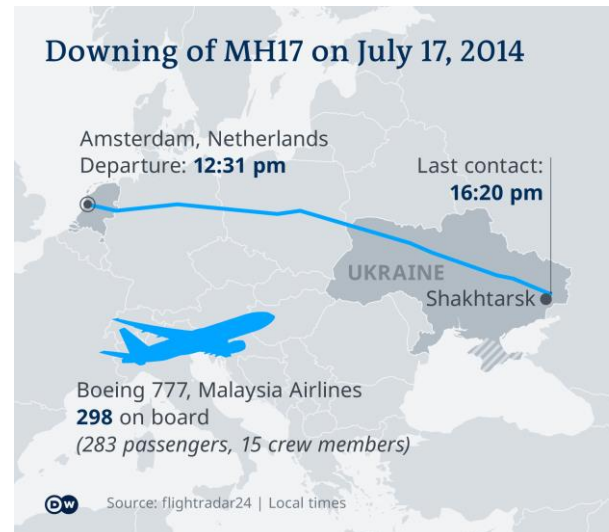 Downing of MH17 on July 17, 2014
Amsterdam, Netherlands
Departure: 12:31 pm
Last contact:
16:20 pm
UKRAINE
Shakhtarsk
Boeing 777, Malaysia Airlines
298 on board
(283 passengers, 15 crew members)
DW Source: flightradar24 | Local times